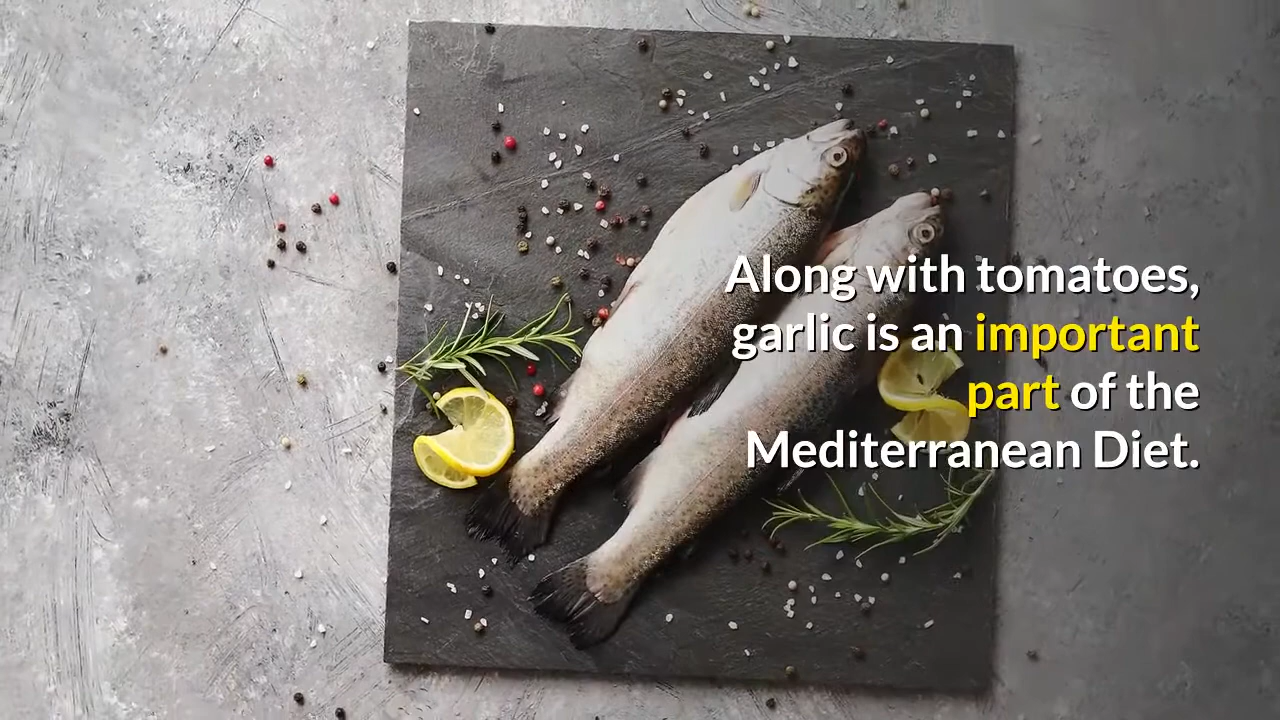 Along with tomatoes,
garlic is an important
part of the
Mediterranean Diet.